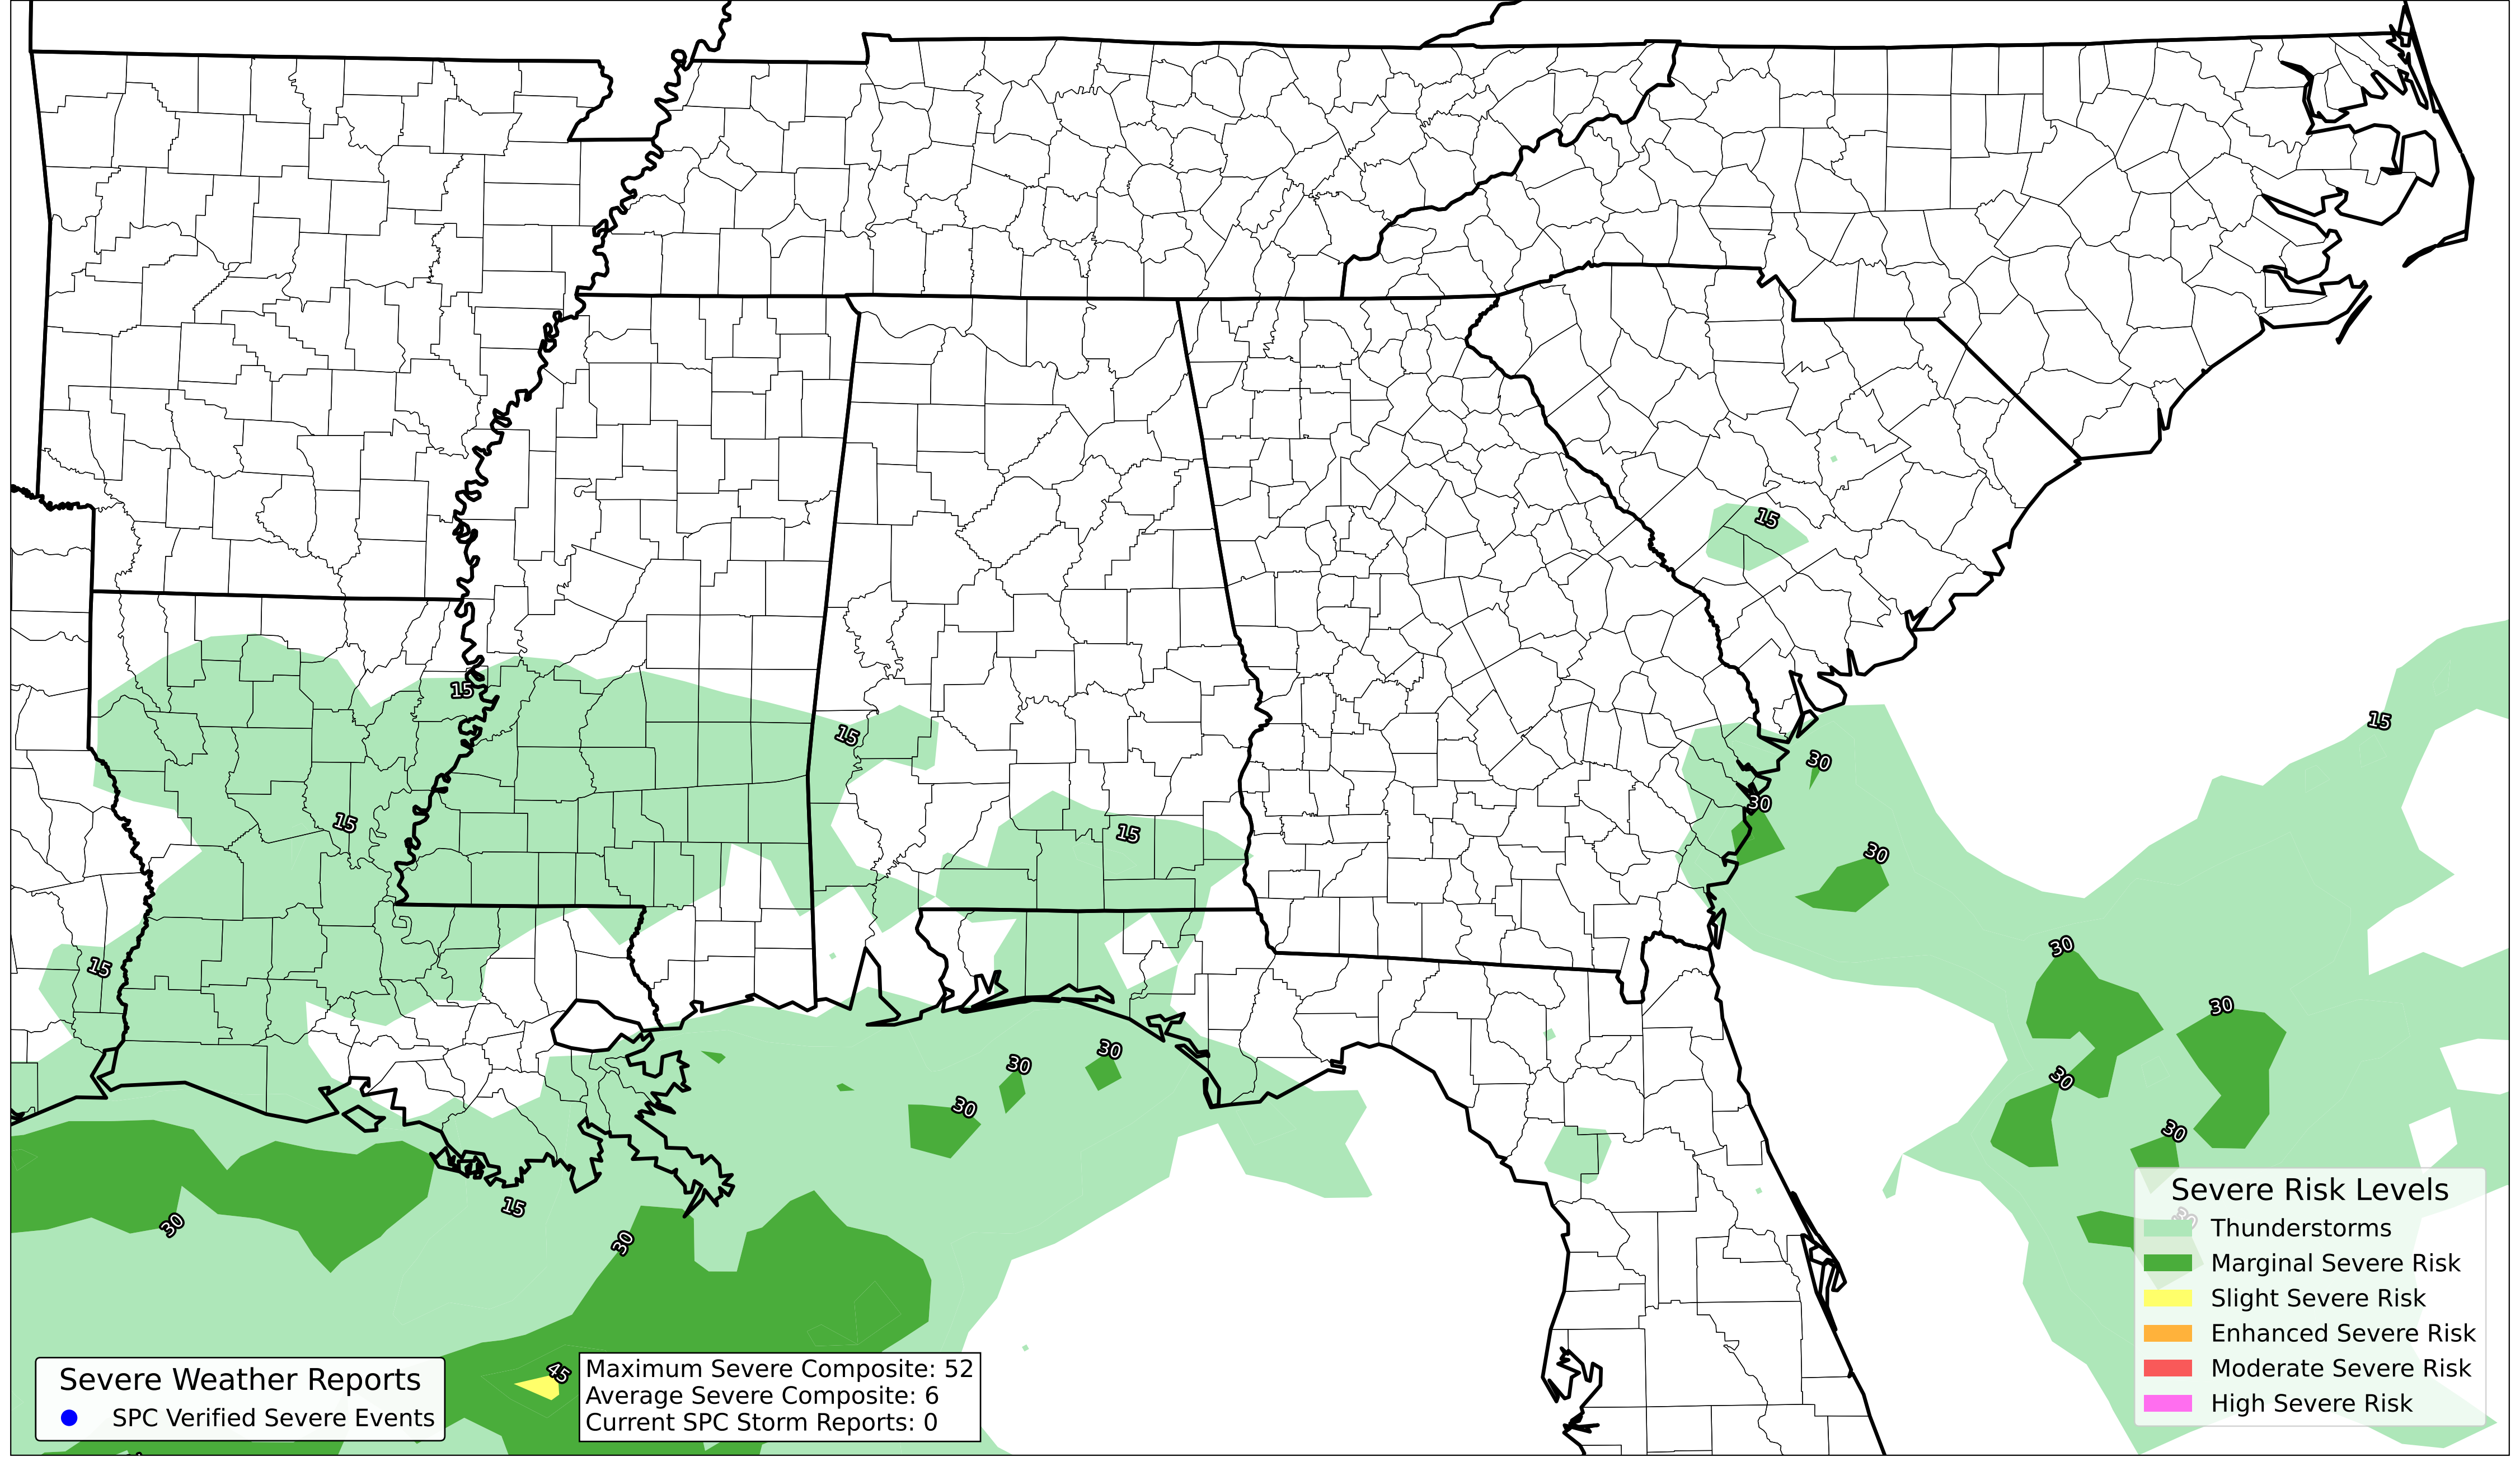 15
15
30
15
30
15
15
15
30
30
15
30
30
30
30
30
30
30
15
30
30
30
45
Severe Risk Levels
Thunderstorms
Marginal Severe Risk
Slight Severe Risk
Enhanced Severe Risk
Moderate Severe Risk
High Severe Risk
Severe Weather Reports
SPC Verified Severe Events
Maximum Severe Composite: 52
Average Severe Composite: 6
Current SPC Storm Reports: 0